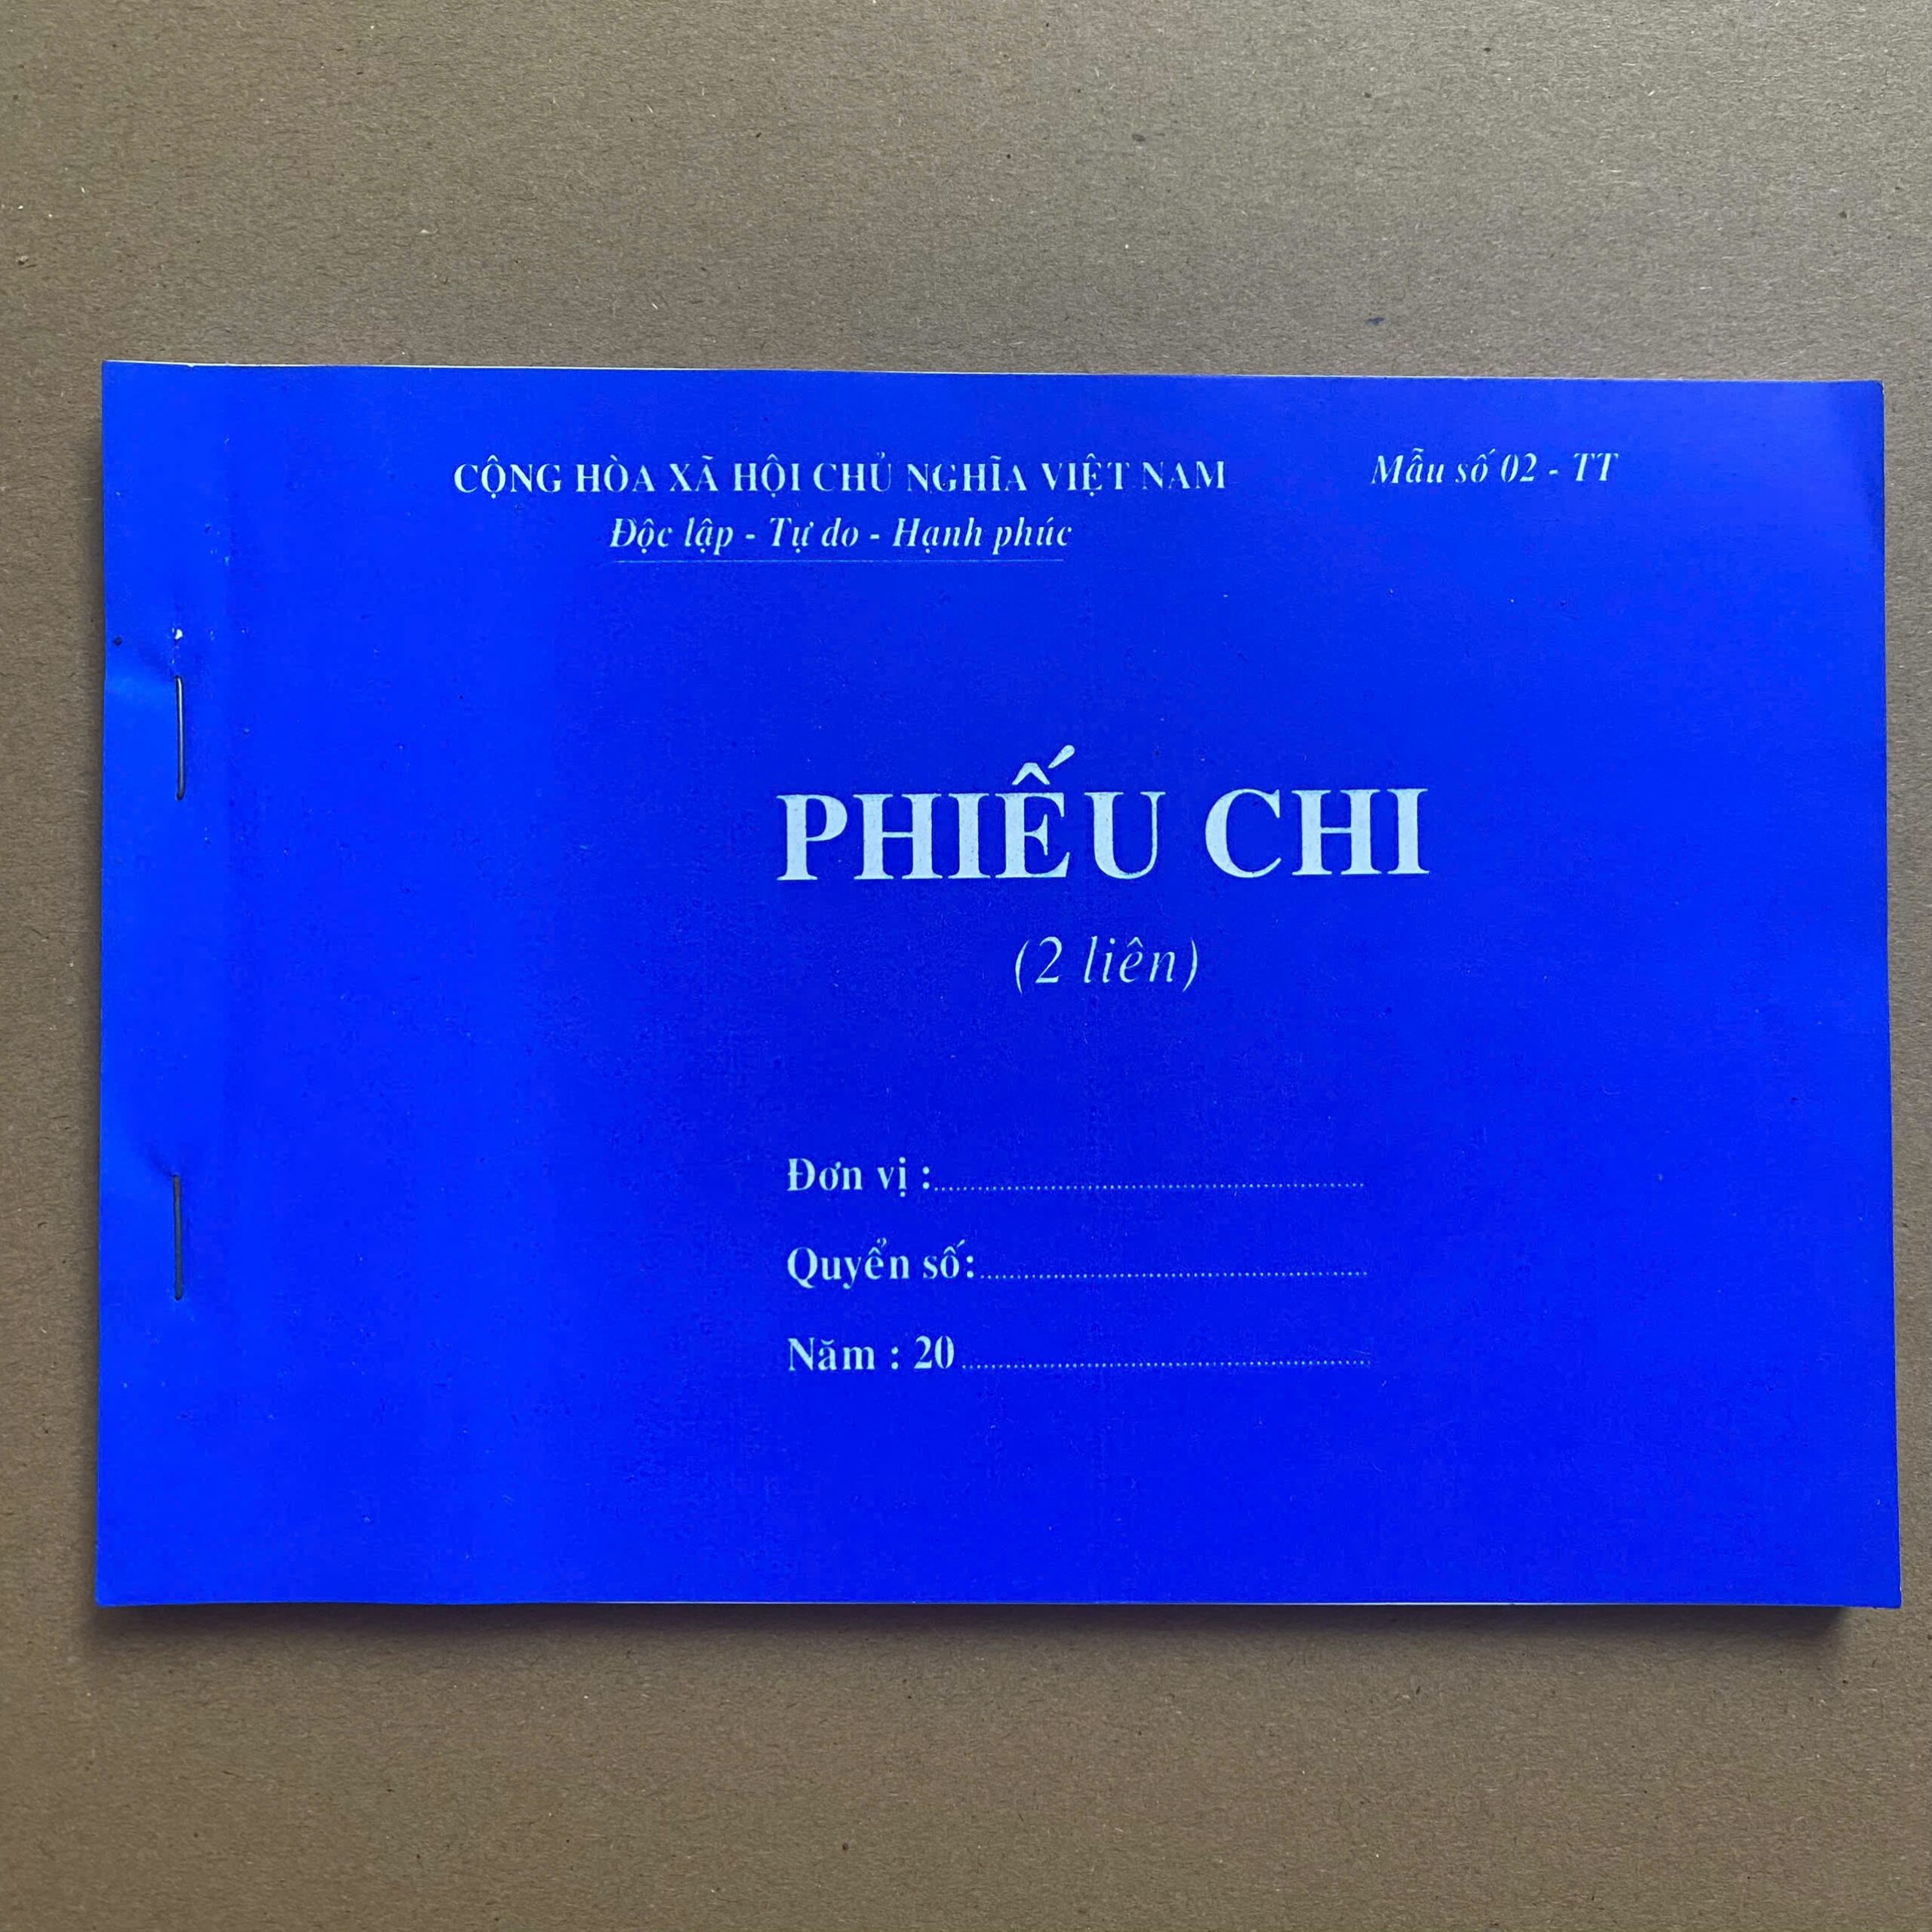 CỘNG HÒA XÃ HỘI CHỦ NGHĨA VIỆT NAM
Mẫu số 02 - TT
Độc lập - Tự do - Hạnh phúc
PHIẾU CHI
(2 liên)
Đơn vị :
Quyển số:
Năm : 20